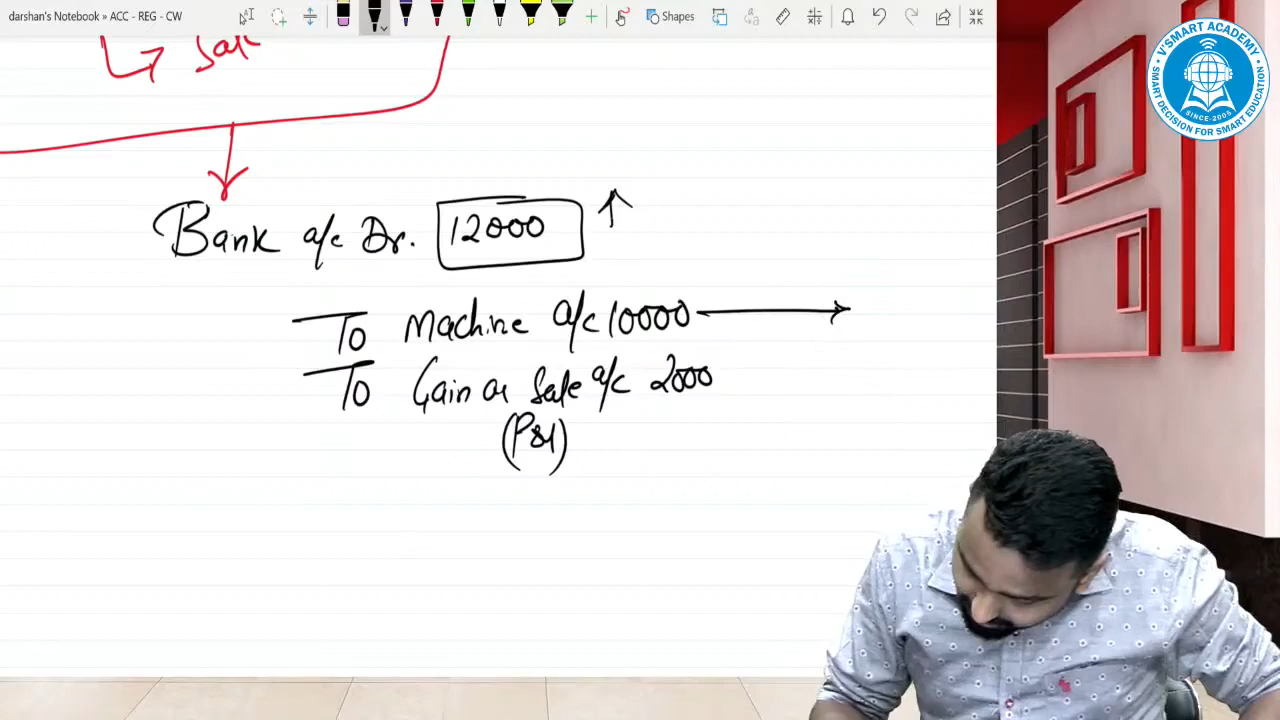 darshan's Notebook » ACC - REG - CW
Shapes
V'SMART ACADEMY
SMART DECISION FOR SMART EDUCATION
SINCE-2005
Sale
Bank a/c Dr. 12000 ↑
To Machine a/c 10000 →
To Gain on Sale a/c 2000
(P&l)